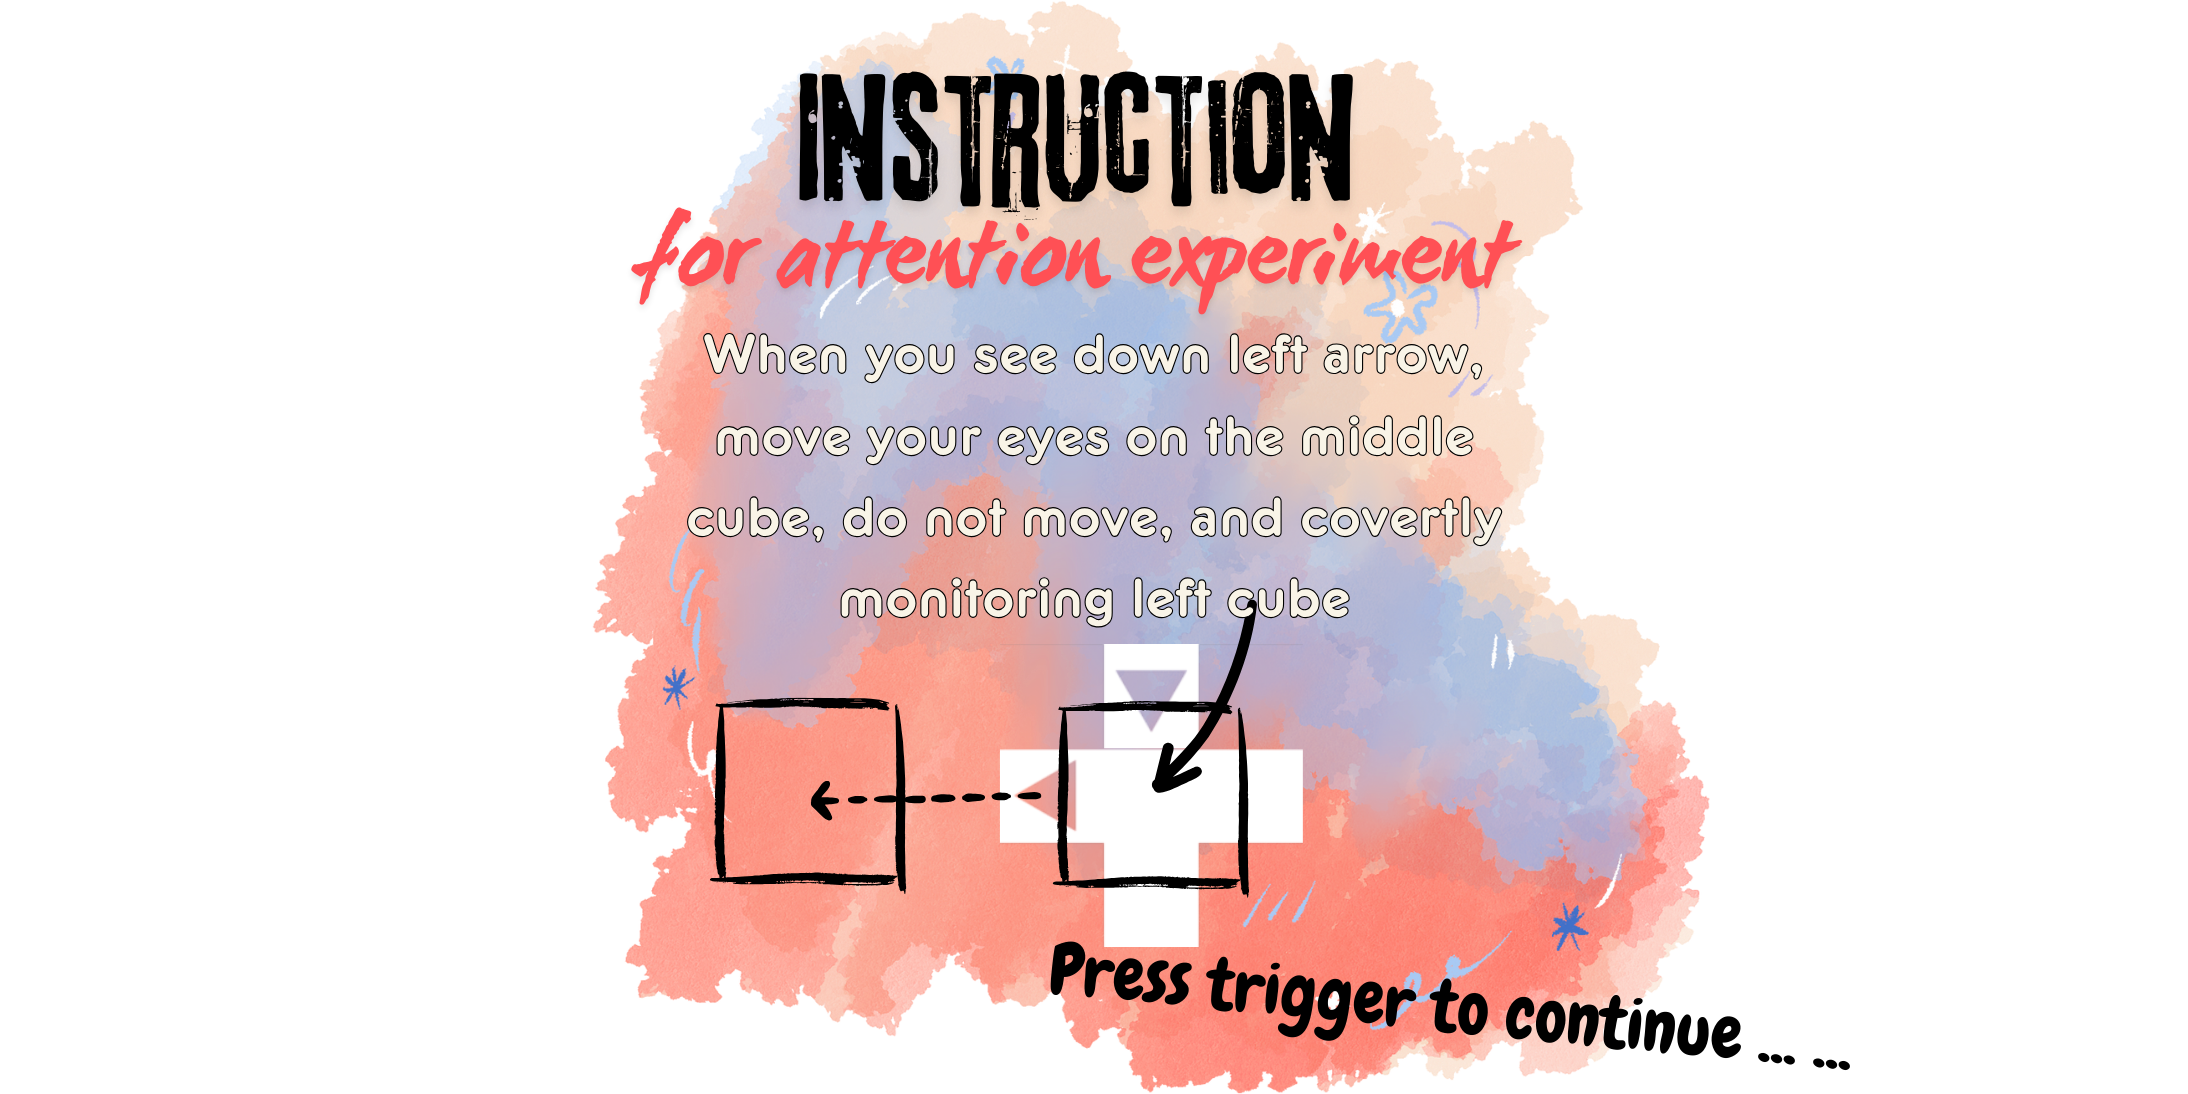 INSTRUCTION
for attention experiment
When you see down left arrow,
move your eyes on the middle
cube, do not move, and covertly
monitoring left cube
Press trigger to continue ... ...